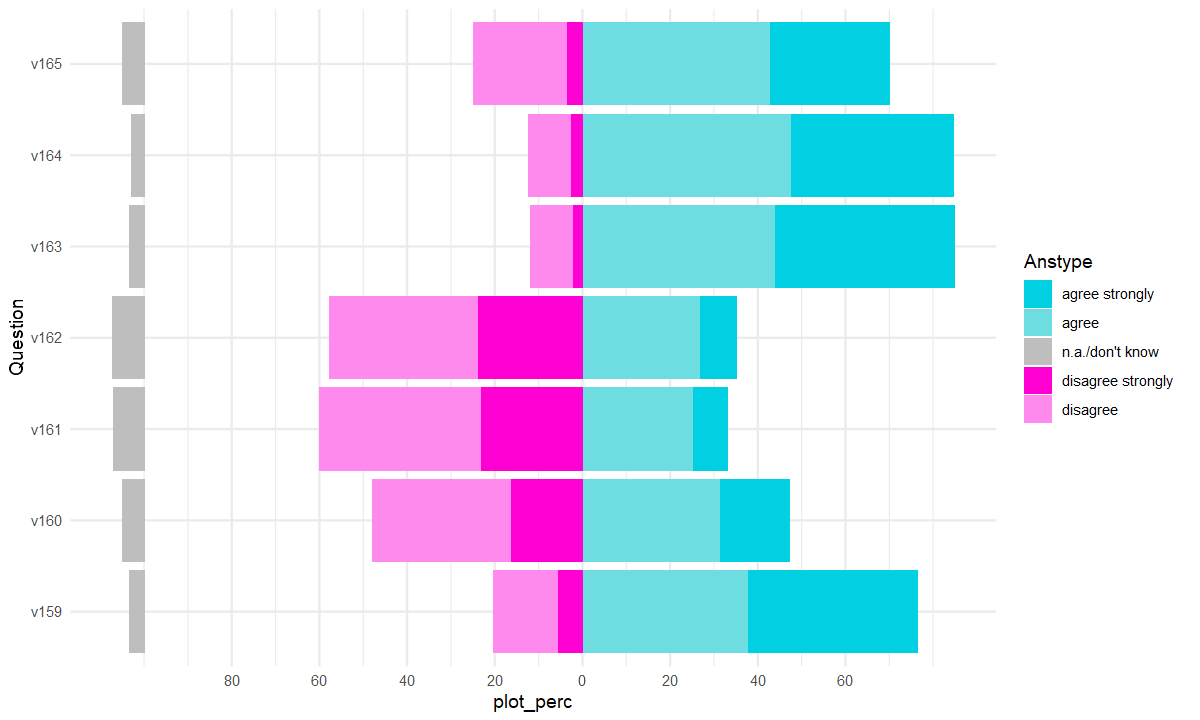 v165
v164
v163
v162
v161
v160
v159
Question
80 60 40 20 0 20 40 60
plot_perc
Anstype
agree strongly
agree
n.a./don't know
disagree strongly
disagree